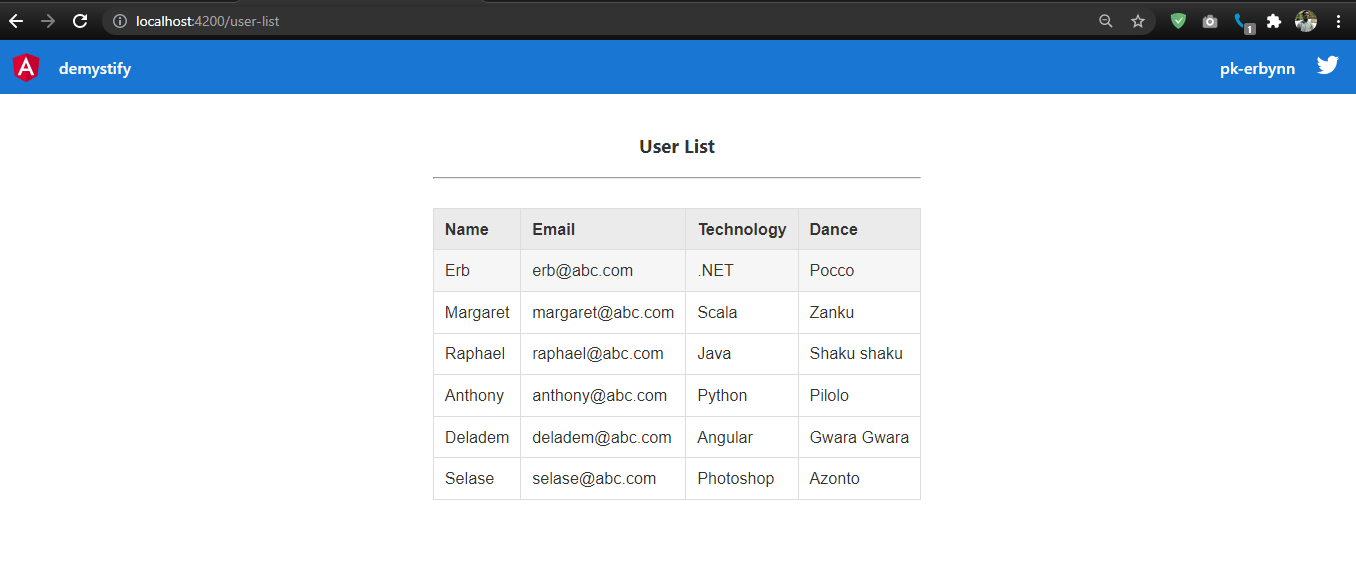 localhost:4200/user-list
1
A
demystify
pk-erbynn
User List
Name Email Technology Dance
Erb erb@abc.com .NET Pocco
Margaret margaret@abc.com Scala Zanku
Raphael raphael@abc.com Java Shaku shaku
Anthony anthony@abc.com Python Pilolo
Deladem deladem@abc.com Angular Gwara Gwara
Selase selase@abc.com Photoshop Azonto